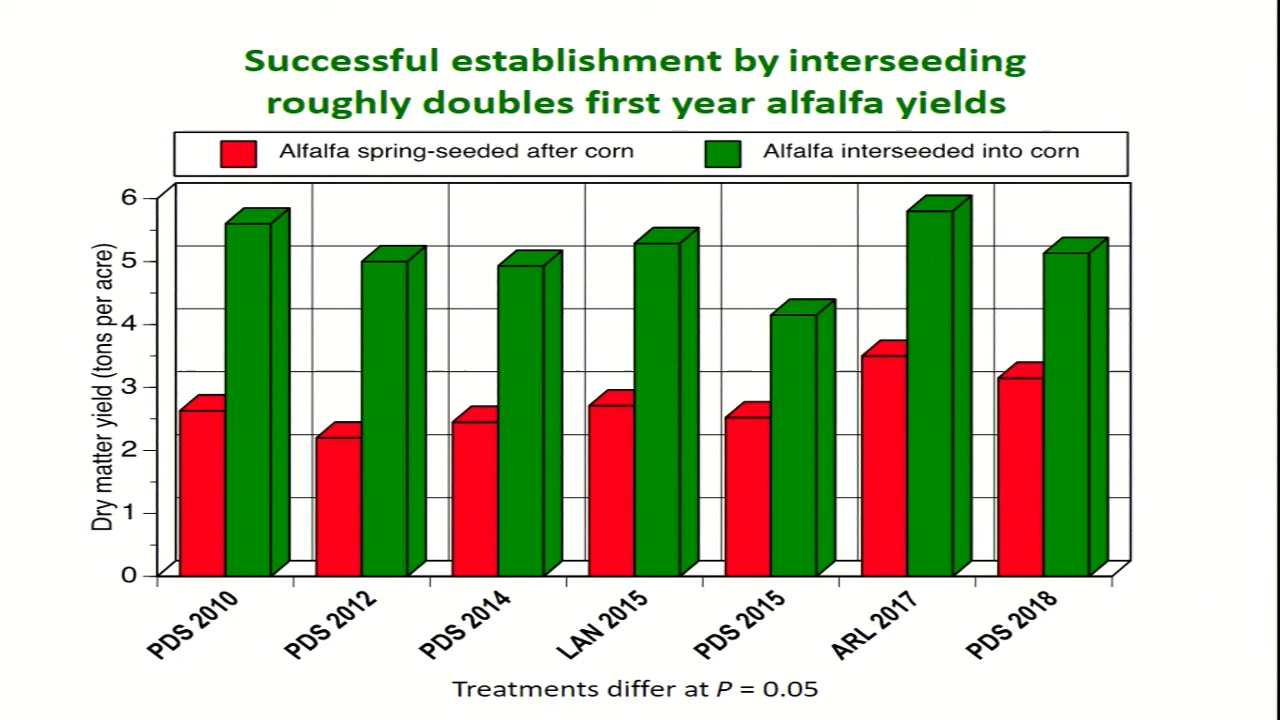 Successful establishment by interseeding
roughly doubles first year alfalfa yields
Alfalfa spring-seeded after corn
Alfalfa interseeded into corn
Dry matter yield (tons per acre)
6
5
4
3
2
1
0
PDS 2010
PDS 2012
PDS 2014
LAN 2015
PDS 2015
ARL 2017
PDS 2018
Treatments differ at P = 0.05